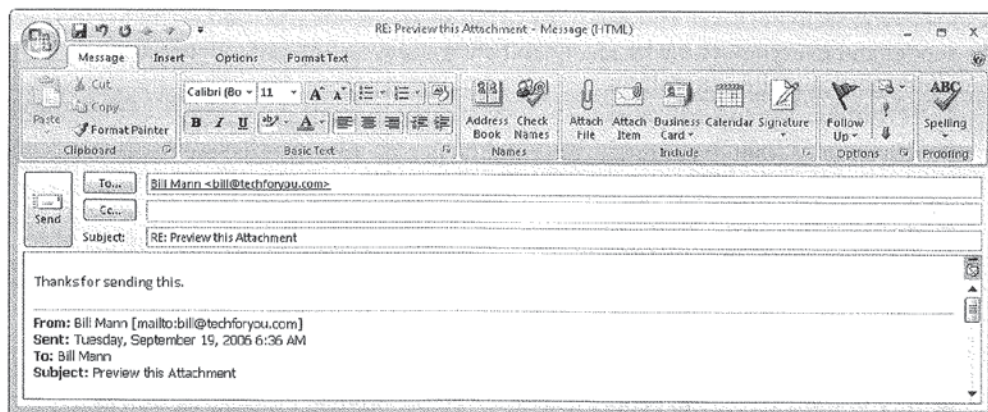 RE: Preview this Attachment - Message (HTML)
Message Insert Options Format Text
Cut
Copy
Paste
Format Painter
Clipboard
Calibri (Bo 11
B I U
Basic Text
Address Book
Check Names
Names
Attach File
Attach Item
Business Card
Calendar
Signature
Include
Follow Up
Options
ABC
Spelling
Proofing
Send
To...
Bill Mann <bill@techforyou.com>
Cc...
Subject:
RE: Preview this Attachment
Thanks for sending this.
From: Bill Mann [mailto:bill@techforyou.com]
Sent: Tuesday, September 19, 2006 6:36 AM
To: Bill Mann
Subject: Preview this Attachment